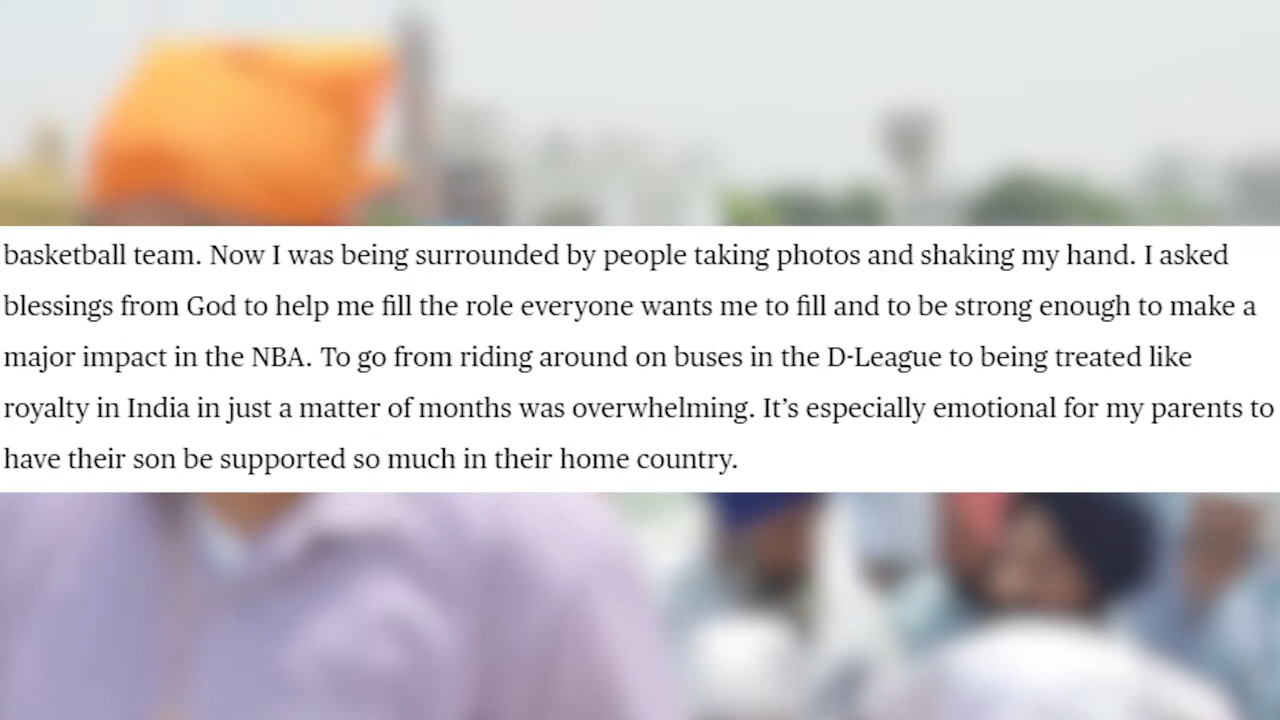 basketball team. Now I was being surrounded by people taking photos and shaking my hand. I asked
blessings from God to help me fill the role everyone wants me to fill and to be strong enough to make a
major impact in the NBA. To go from riding around on buses in the D-League to being treated like
royalty in India in just a matter of months was overwhelming. It’s especially emotional for my parents to
have their son be supported so much in their home country.